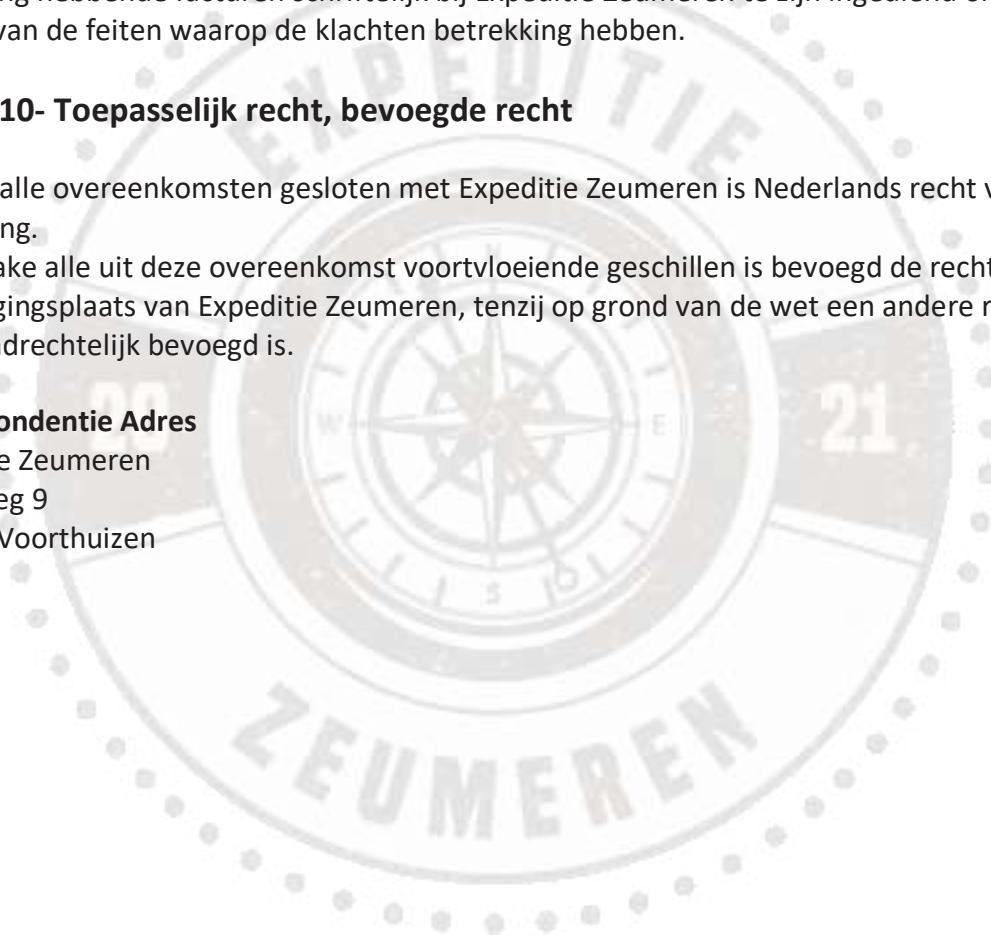 ng hebbende facturen schriftelijk bij Expeditie Zeumeren te zijn ingediend
van de feiten waarop de klachten betrekking hebben.
10- Toepasselijk recht, bevoegde recht
alle overeenkomsten gesloten met Expeditie Zeumeren is Nederlands recht v
ng.
ake alle uit deze overeenkomst voortvloeiende geschillen is bevoegd de recht
gingsplaats van Expeditie Zeumeren, tenzij op grond van de wet een andere
ndrechtelijk bevoegd is.
ondentie Adres
e Zeumeren
eg 9
Voorthuizen
EXPEDITIE
20 21
N
W E
S
ZEUMEREN